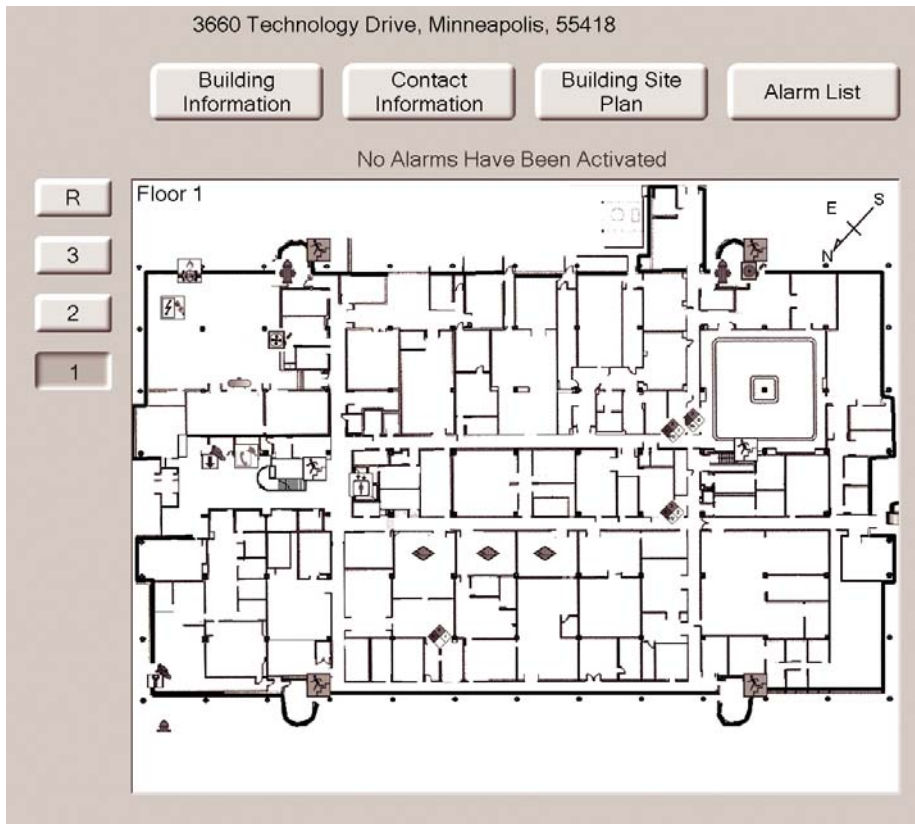 3660 Technology Drive, Minneapolis, 55418
Building
Information
Contact
Information
Building Site
Plan
Alarm List
No Alarms Have Been Activated
R
3
2
1
Floor 1
E
S
N